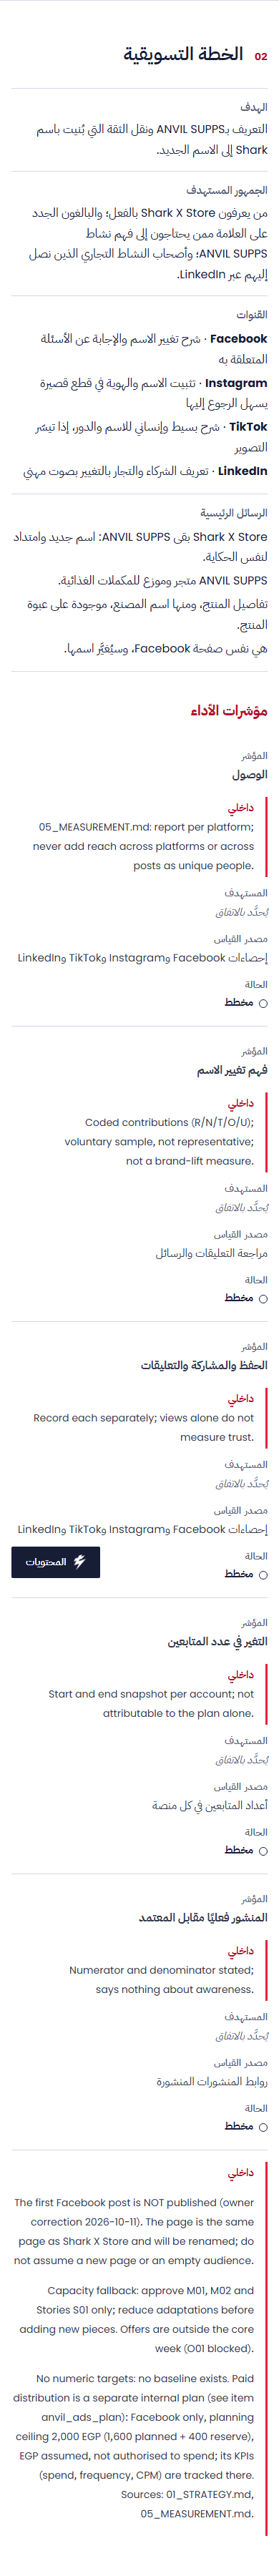 02 الخطة التسويقية
الهدف
التعريف بـANVIL SUPPS ونقل الثقة التي بُنيت باسم
Shark إلى الاسم الجديد.
الجمهور المستهدف
من يعرفون Shark X Store بالفعل؛ والبالغون الجدد
على العلامة ممن يحتاجون إلى فهم نشاط
ANVIL SUPPS؛ وأصحاب النشاط التجاري الذين نصل
إليهم عبر LinkedIn.
القنوات
Facebook · شرح تغيير الاسم والإجابة عن الأسئلة
المتعلقة به
Instagram · تثبيت الاسم والهوية في قطع قصيرة
يسهل الرجوع إليها
TikTok · شرح بسيط وإنساني للاسم والدور، إذا تيسّر
التصوير
LinkedIn · تعريف الشركاء والتجار بالتغيير بصوت مهني
الرسائل الرئيسية
Shark X Store بقى ANVIL SUPPS: اسم جديد وامتداد
لنفس الحكاية.
ANVIL SUPPS متجر وموزع للمكملات الغذائية.
تفاصيل المنتج، ومنها اسم المصنع، موجودة على عبوة
المنتج.
هي نفس صفحة Facebook، وسيُغيَّر اسمها.
مؤشرات الأداء
المؤشر
الوصول
داخلي
05_MEASUREMENT.md: report per platform;
never add reach across platforms or across
posts as unique people.
المستهدف
يُحدَّد بالاتفاق
مصدر القياس
إحصاءات Facebook وInstagram وTikTok وLinkedIn
الحالة
مخطط
المؤشر
فهم تغيير الاسم
داخلي
Coded contributions (R/N/T/O/U);
voluntary sample, not representative;
not a brand-lift measure.
المستهدف
يُحدَّد بالاتفاق
مصدر القياس
مراجعة التعليقات والرسائل
الحالة
مخطط
المؤشر
الحفظ والمشاركة والتعليقات
داخلي
Record each separately; views alone do not
measure trust.
المستهدف
يُحدَّد بالاتفاق
مصدر القياس
إحصاءات Facebook وInstagram وTikTok وLinkedIn
الحالة
مخطط
المحتويات
المؤشر
التغير في عدد المتابعين
داخلي
Start and end snapshot per account; not
attributable to the plan alone.
المستهدف
يُحدَّد بالاتفاق
مصدر القياس
أعداد المتابعين في كل منصة
الحالة
مخطط
المؤشر
المنشور فعليًا مقابل المعتمد
داخلي
Numerator and denominator stated;
says nothing about awareness.
المستهدف
يُحدَّد بالاتفاق
مصدر القياس
روابط المنشورات المنشورة
الحالة
مخطط
داخلي
The first Facebook post is NOT published (owner
correction 2026-10-11). The page is the same
page as Shark X Store and will be renamed; do
not assume a new page or an empty audience.
Capacity fallback: approve M01, M02 and
Stories S01 only; reduce adaptations before
adding new pieces. Offers are outside the core
week (O01 blocked).
No numeric targets: no baseline exists. Paid
distribution is a separate internal plan (see item
anvil_ads_plan): Facebook only, planning
ceiling 2,000 EGP (1,600 planned + 400 reserve),
EGP assumed, not authorised to spend; its KPIs
(spend, frequency, CPM) are tracked there.
Sources: 01_STRATEGY.md,
05_MEASUREMENT.md.